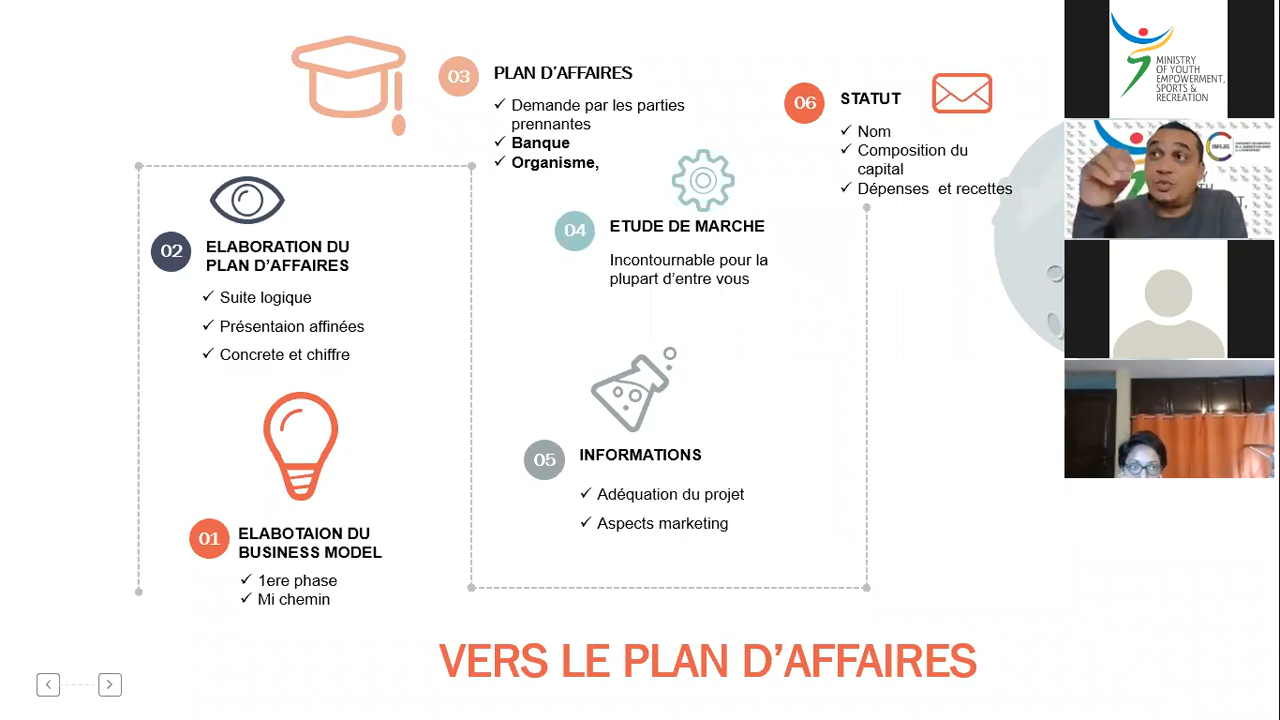 01
ELABOTAION DU
BUSINESS MODEL
✓ 1ere phase
✓ Mi chemin
02
ELABORATION DU
PLAN D’AFFAIRES
✓ Suite logique
✓ Présentaion affinées
✓ Concrete et chiffre
03
PLAN D’AFFAIRES
✓ Demande par les parties
prennantes
✓ Banque
✓ Organisme,
04
ETUDE DE MARCHE
Incontournable pour la
plupart d’entre vous
05
INFORMATIONS
✓ Adéquation du projet
✓ Aspects marketing
06
STATUT
✓ Nom
✓ Composition du
capital
✓ Dépenses et recettes
VERS LE PLAN D’AFFAIRES
MINISTRY
OF YOUTH
EMPOWERMENT,
SPORTS &
RECREATION